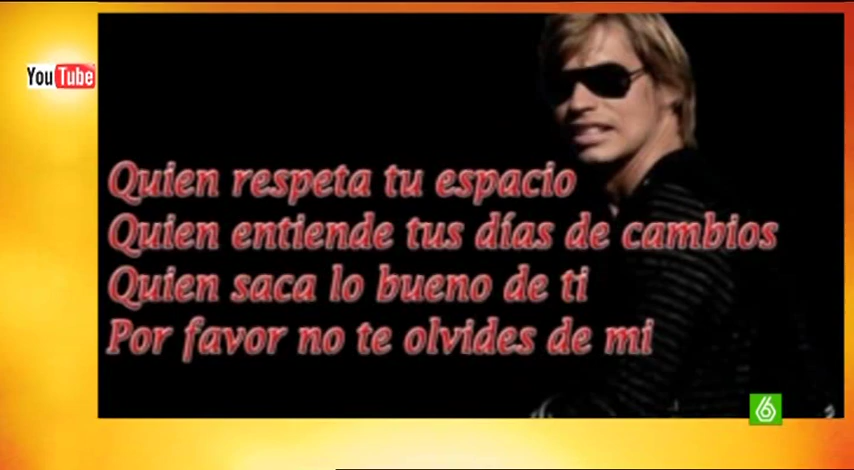 YouTube
Quien respeta tu espacio
Quien entiende tus días de cambios
Quien saca lo bueno de ti
Por favor no te olvides de mi
6